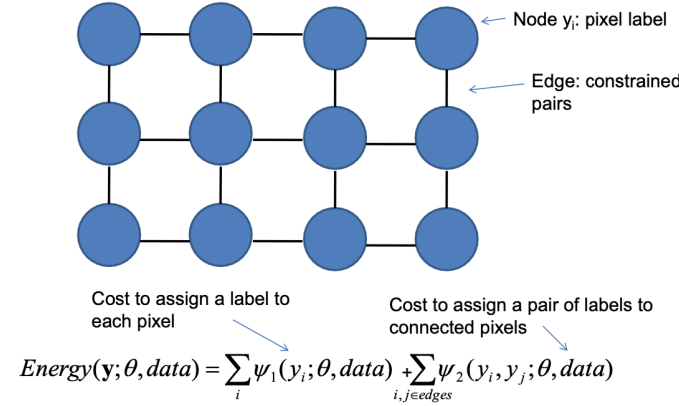 Node yᵢ: pixel label
Edge: constrained
pairs
Cost to assign a label to
each pixel
Cost to assign a pair of labels to
connected pixels
Energy(y;θ,data) = ∑ψ₁(yᵢ;θ,data) + ∑ψ₂(yᵢ,yⱼ;θ,data)
i i,j∈edges